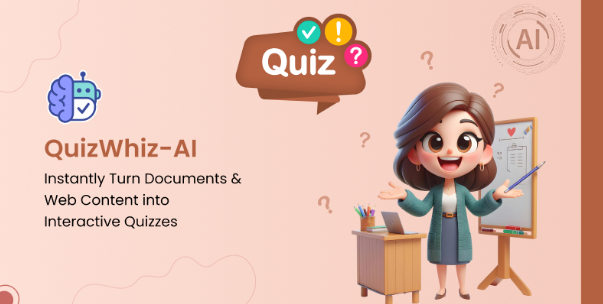 Quiz
!
?
AI
QuizWhiz-AI
Instantly Turn Documents &
Web Content into
Interactive Quizzes
?
?
?
?